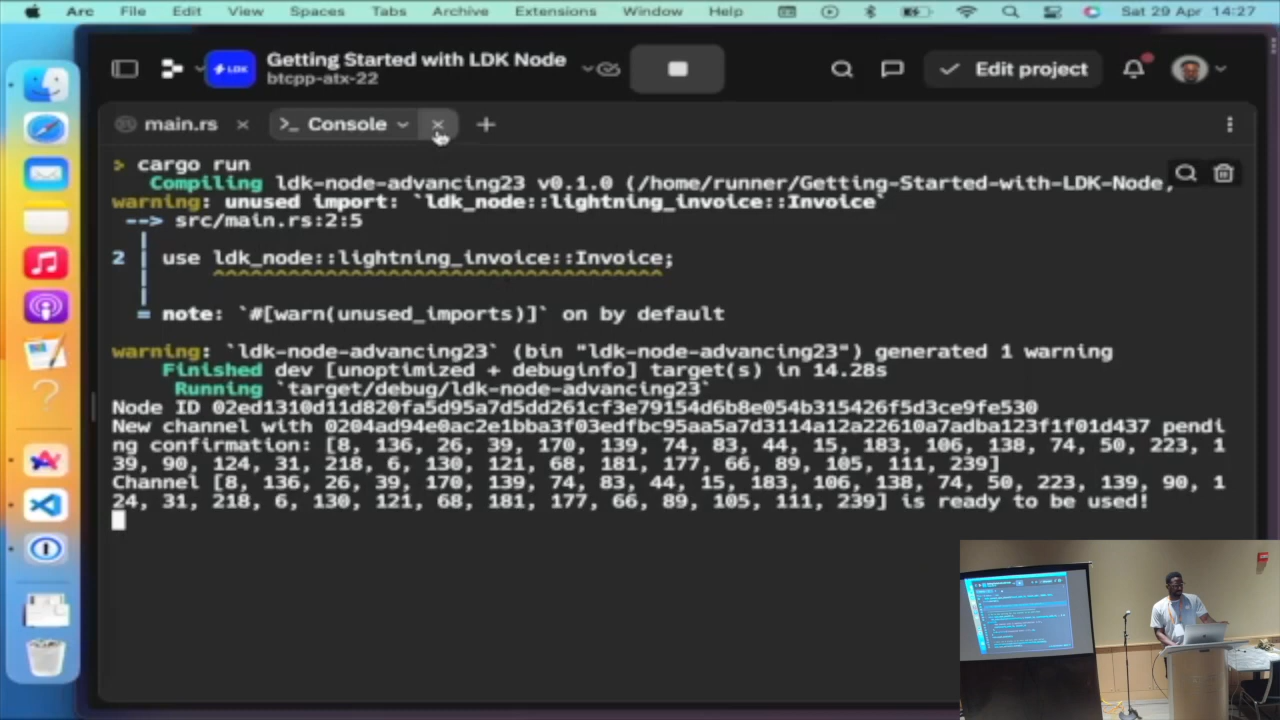 Arc File Edit View Spaces Tabs Archive Extensions Window Help Sat 29 Apr 14:27
LDK
Getting Started with LDK Node
btcpp-atx-22
Edit project
main.rs
>_ Console
> cargo run
Compiling ldk-node-advancing23 v0.1.0 (/home/runner/Getting-Started-with-LDK-Node,
warning: unused import: `ldk_node::lightning_invoice::Invoice`
--> src/main.rs:2:5
|
2 | use ldk_node::lightning_invoice::Invoice;
| ^^^^^^^^^^^^^^^^^^^^^^^^^^^^^^^^^^^^
|
= note: `#[warn(unused_imports)]` on by default
warning: `ldk-node-advancing23` (bin "ldk-node-advancing23") generated 1 warning
Finished dev [unoptimized + debuginfo] target(s) in 14.28s
Running `target/debug/ldk-node-advancing23`
Node ID 02ed1310d11d820fa5d95a7d5dd261cf3e79154d6b8e054b315426f5d3ce9fe530
New channel with 0204ad94e0ac2e1bba3f03edfbc95aa5a7d3114a12a22610a7adba123f1f01d437 pendi
ng confirmation: [8, 136, 26, 39, 170, 139, 74, 83, 44, 15, 183, 106, 138, 74, 50, 223, 1
39, 90, 124, 31, 218, 6, 130, 121, 68, 181, 177, 66, 89, 105, 111, 239]
Channel [8, 136, 26, 39, 170, 139, 74, 83, 44, 15, 183, 106, 138, 74, 50, 223, 139, 90, 1
24, 31, 218, 6, 130, 121, 68, 181, 177, 66, 89, 105, 111, 239] is ready to be used!